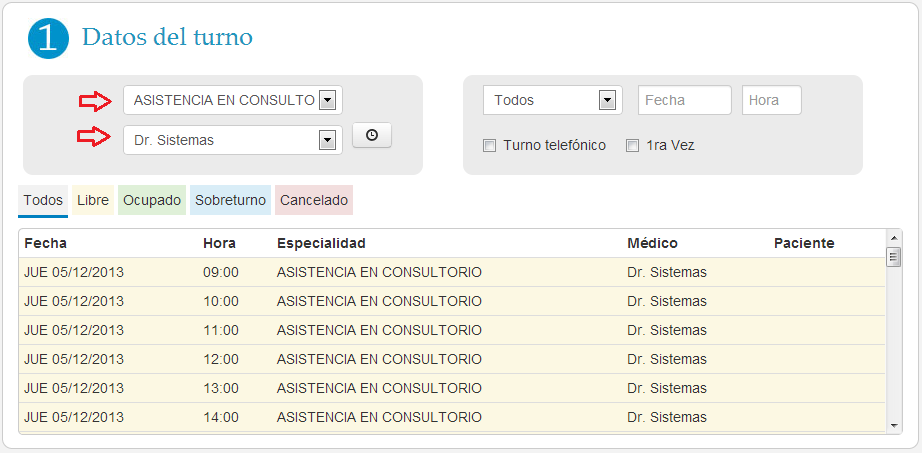 1 Datos del turno
ASISTENCIA EN CONSULTO
Dr. Sistemas
Todos Fecha Hora
Turno telefónico 1ra Vez
Todos Libre Ocupado Sobreturno Cancelado
Fecha Hora Especialidad Médico Paciente
JUE 05/12/2013 09:00 ASISTENCIA EN CONSULTORIO Dr. Sistemas
JUE 05/12/2013 10:00 ASISTENCIA EN CONSULTORIO Dr. Sistemas
JUE 05/12/2013 11:00 ASISTENCIA EN CONSULTORIO Dr. Sistemas
JUE 05/12/2013 12:00 ASISTENCIA EN CONSULTORIO Dr. Sistemas
JUE 05/12/2013 13:00 ASISTENCIA EN CONSULTORIO Dr. Sistemas
JUE 05/12/2013 14:00 ASISTENCIA EN CONSULTORIO Dr. Sistemas